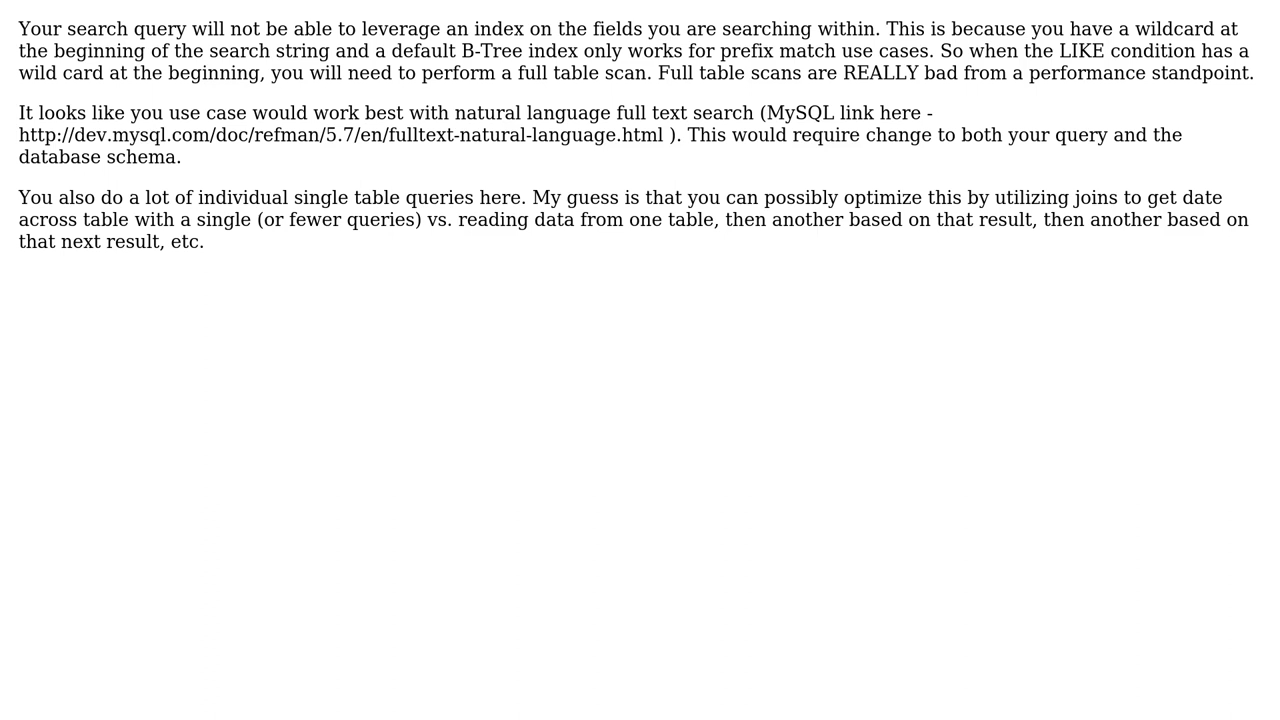 Your search query will not be able to leverage an index on the fields you are searching within. This is because you have a wildcard at
the beginning of the search string and a default B-Tree index only works for prefix match use cases. So when the LIKE condition has a
wild card at the beginning, you will need to perform a full table scan. Full table scans are REALLY bad from a performance standpoint.
It looks like you use case would work best with natural language full text search (MySQL link here -
http://dev.mysql.com/doc/refman/5.7/en/fulltext-natural-language.html ). This would require change to both your query and the
database schema.
You also do a lot of individual single table queries here. My guess is that you can possibly optimize this by utilizing joins to get date
across table with a single (or fewer queries) vs. reading data from one table, then another based on that result, then another based on
that next result, etc.